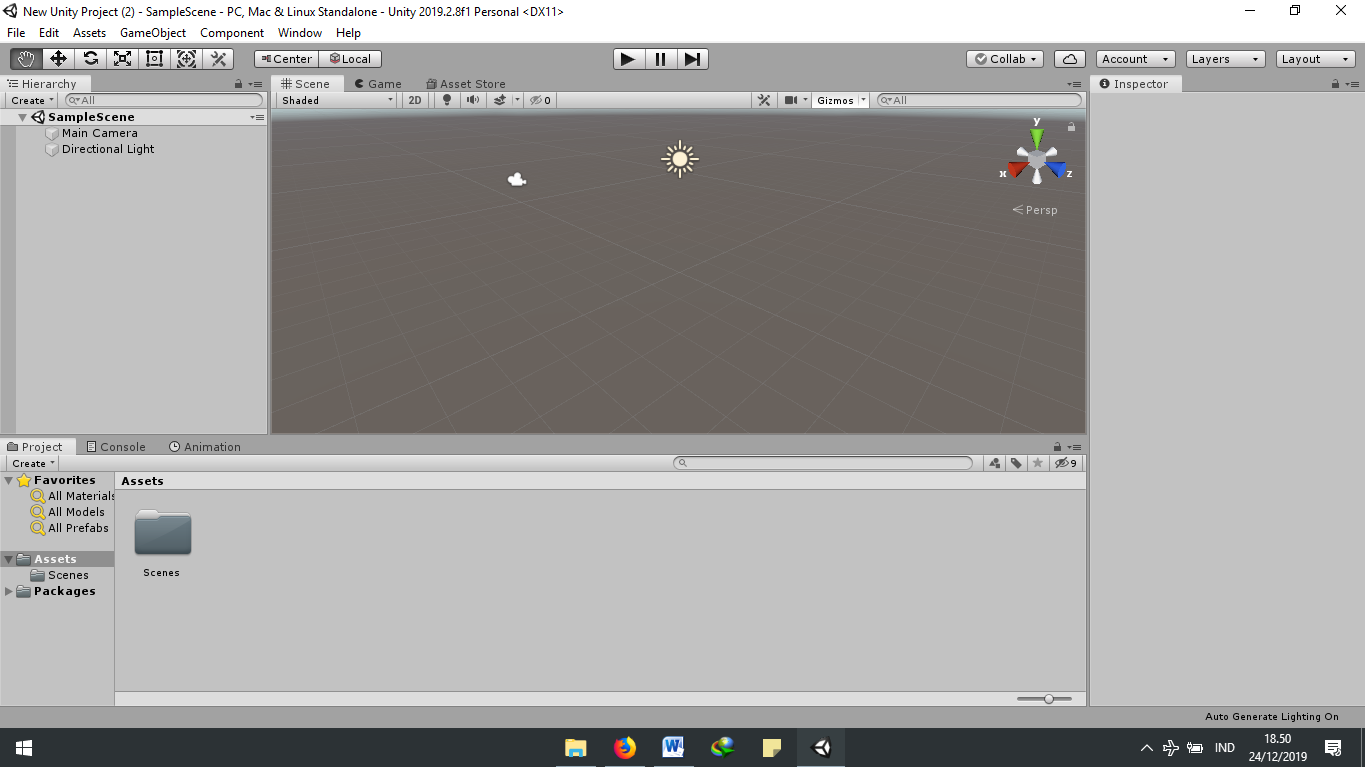 New Unity Project (2) - SampleScene - PC, Mac & Linux Standalone - Unity 2019.2.8f1 Personal <DX11>
File Edit Assets GameObject Component Window Help
Center Local Collab Account Layers Layout
Hierarchy
Create All
SampleScene
Main Camera
Directional Light
Scene Game Asset Store
Shaded 2D 0 Gizmos All
y
x z
Persp
Inspector
Project Console Animation
Create 9
Favorites
All Materials
All Models
All Prefabs
Assets
Scenes
Packages
Assets
Scenes
Auto Generate Lighting On
W IND 18.50
24/12/2019